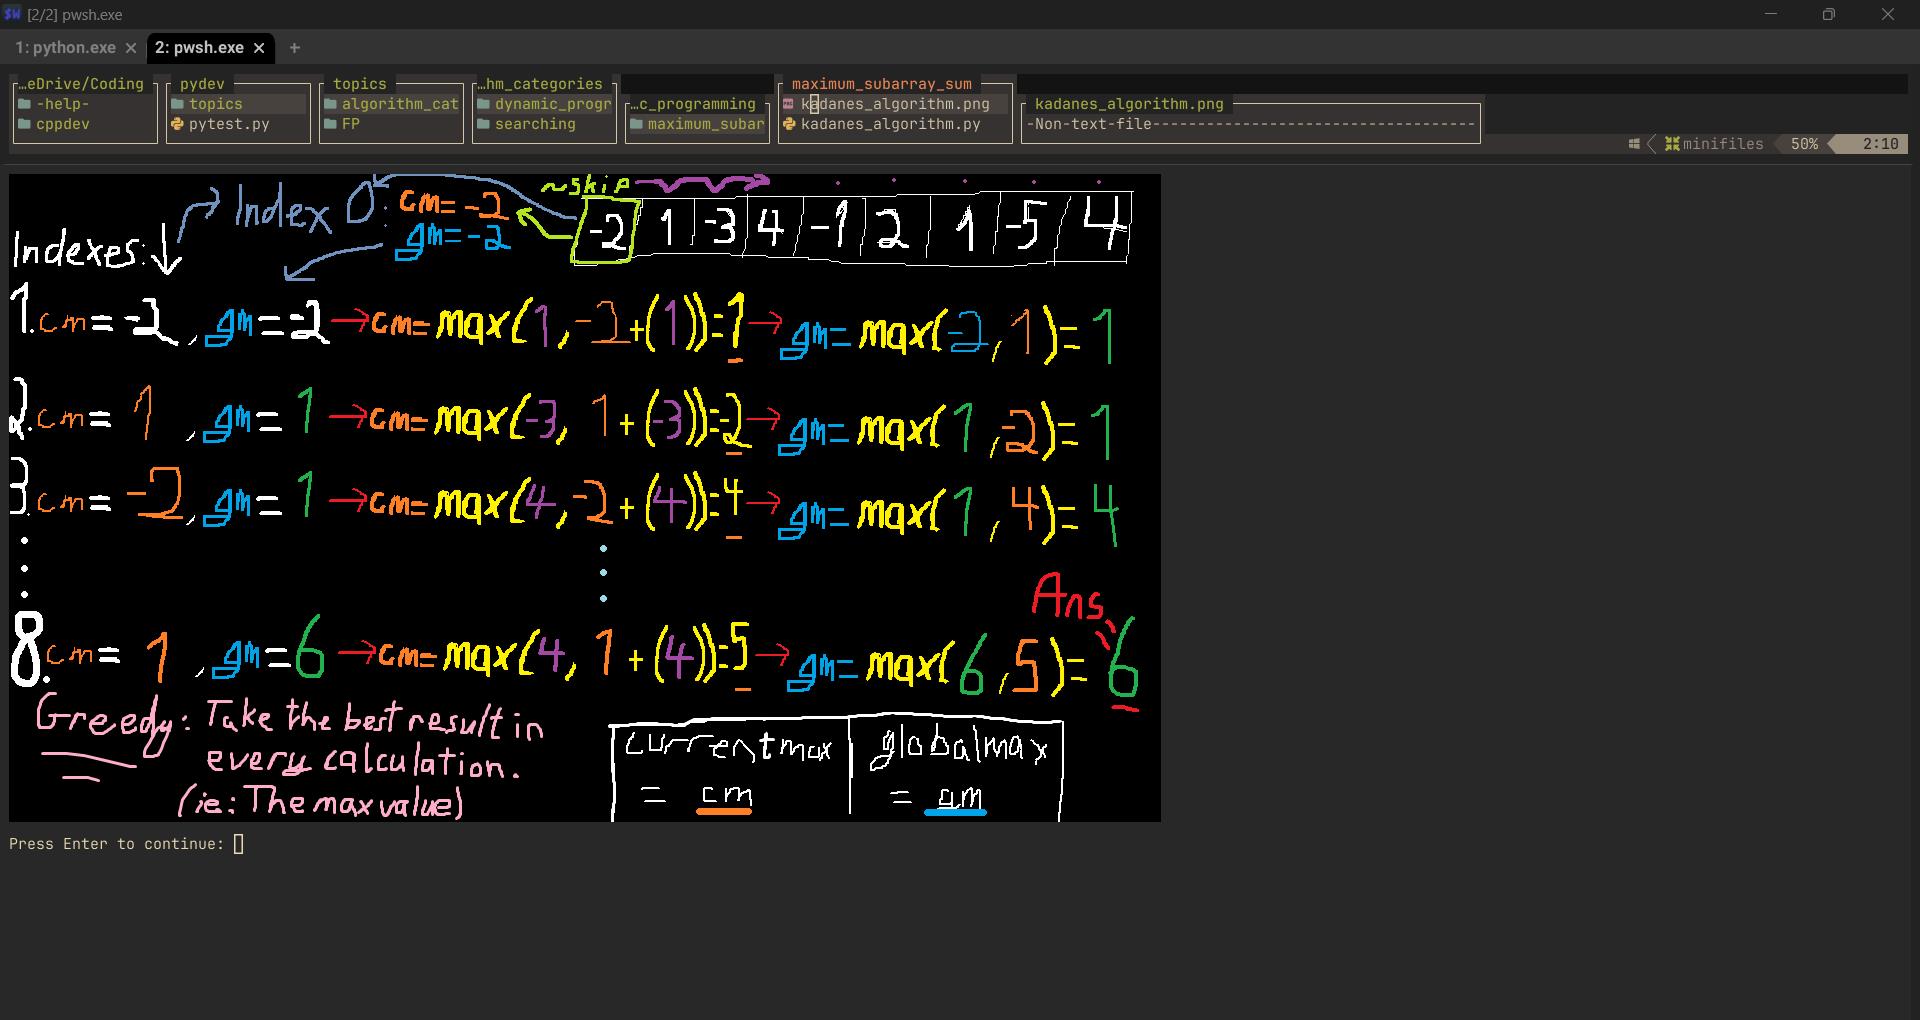 [2/2] pwsh.exe
1: python.exe
2: pwsh.exe
…eDrive/Coding
-help-
cppdev
pydev
topics
pytest.py
topics
algorithm_cat
FP
…hm_categories
dynamic_progr
searching
…c_programming
maximum_subar
maximum_subarray_sum
kadanes_algorithm.png
kadanes_algorithm.py
kadanes_algorithm.png
-Non-text-file------------------------------------
minifiles 50% 2:10
~skip
Index 0: cm=-2
gm=-2
-2 1 -3 4 -1 2 1 -5 4
Indexes:
1. cm=-2, gm=-2 → cm= max(1, -2+(1))=1 → gm= max(-2, 1)= 1
2. cm= 1, gm= 1 → cm= max(-3, 1+(-3))=-2 → gm= max(1, -2)= 1
3. cm= -2, gm= 1 → cm= max(4, -2+(4))=4 → gm= max(1, 4)= 4
Ans
8. cm= 1, gm=6 → cm= max(4, 1+(4))=5 → gm= max(6, 5)= 6
Greedy: Take the best result in
every calculation.
(ie: The max value)
currentmax
= cm
globalmax
= gm
Press Enter to continue: